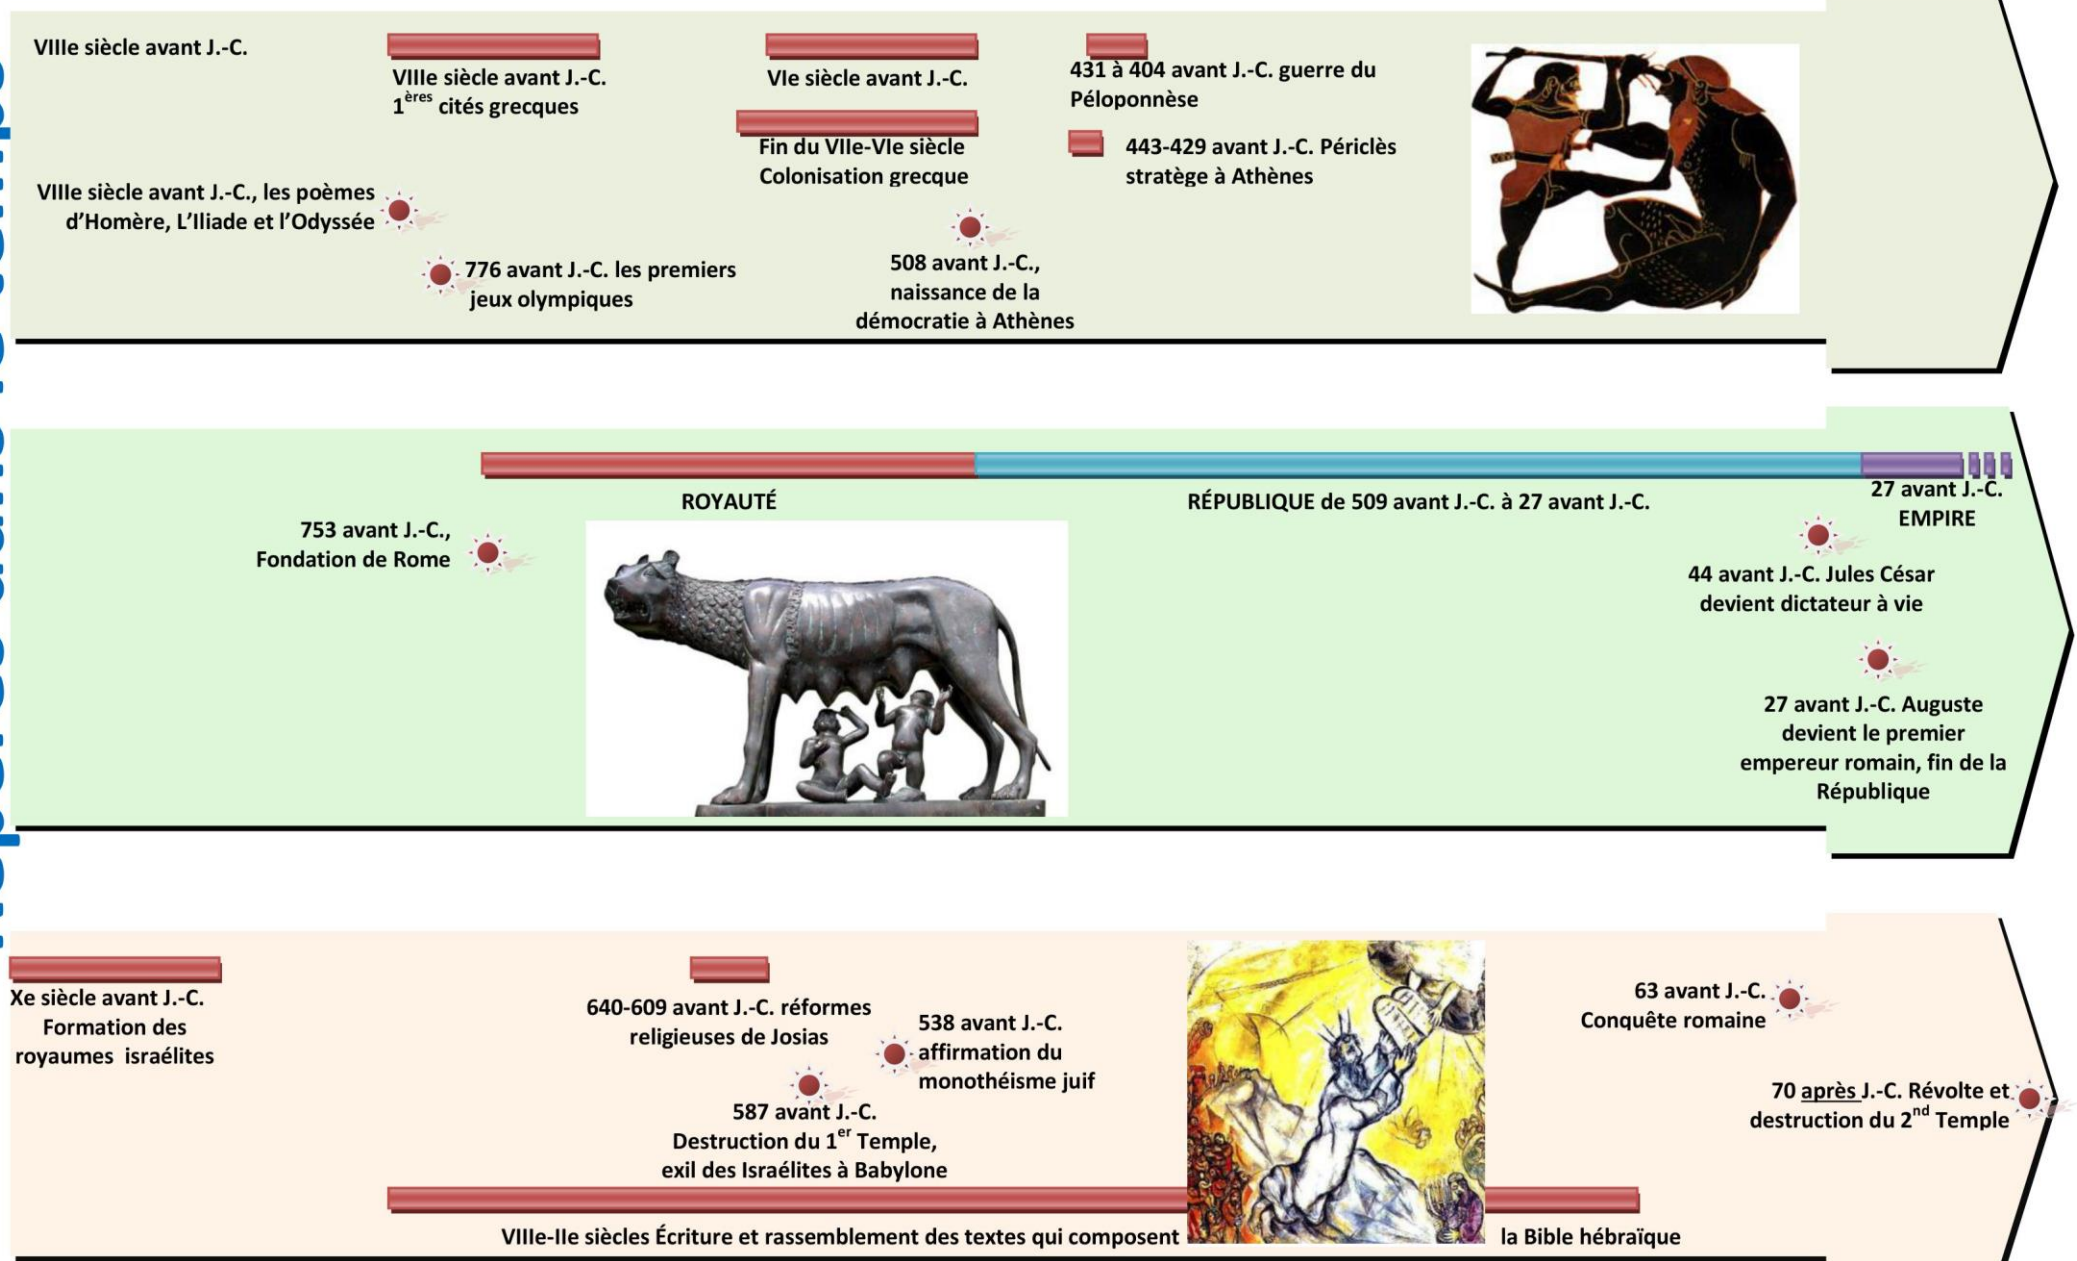 VIIIe siècle avant J.-C.
VIIIe siècle avant J.-C.
1ères cités grecques
VIe siècle avant J.-C.
Fin du VIIe-VIe siècle
Colonisation grecque
431 à 404 avant J.-C. guerre du
Péloponnèse
443-429 avant J.-C. Périclès
stratège à Athènes
VIIIe siècle avant J.-C., les poèmes
d’Homère, L’Iliade et l’Odyssée
776 avant J.-C. les premiers
jeux olympiques
508 avant J.-C.,
naissance de la
démocratie à Athènes
ROYAUTÉ
RÉPUBLIQUE de 509 avant J.-C. à 27 avant J.-C.
27 avant J.-C.
EMPIRE
753 avant J.-C.,
Fondation de Rome
44 avant J.-C. Jules César
devient dictateur à vie
27 avant J.-C. Auguste
devient le premier
empereur romain, fin de la
République
Xe siècle avant J.-C.
Formation des
royaumes israélites
640-609 avant J.-C. réformes
religieuses de Josias
538 avant J.-C.
affirmation du
monothéisme juif
587 avant J.-C.
Destruction du 1er Temple,
exil des Israélites à Babylone
63 avant J.-C.
Conquête romaine
70 après J.-C. Révolte et
destruction du 2nd Temple
VIIIe-IIe siècles Écriture et rassemblement des textes qui composent la Bible hébraïque